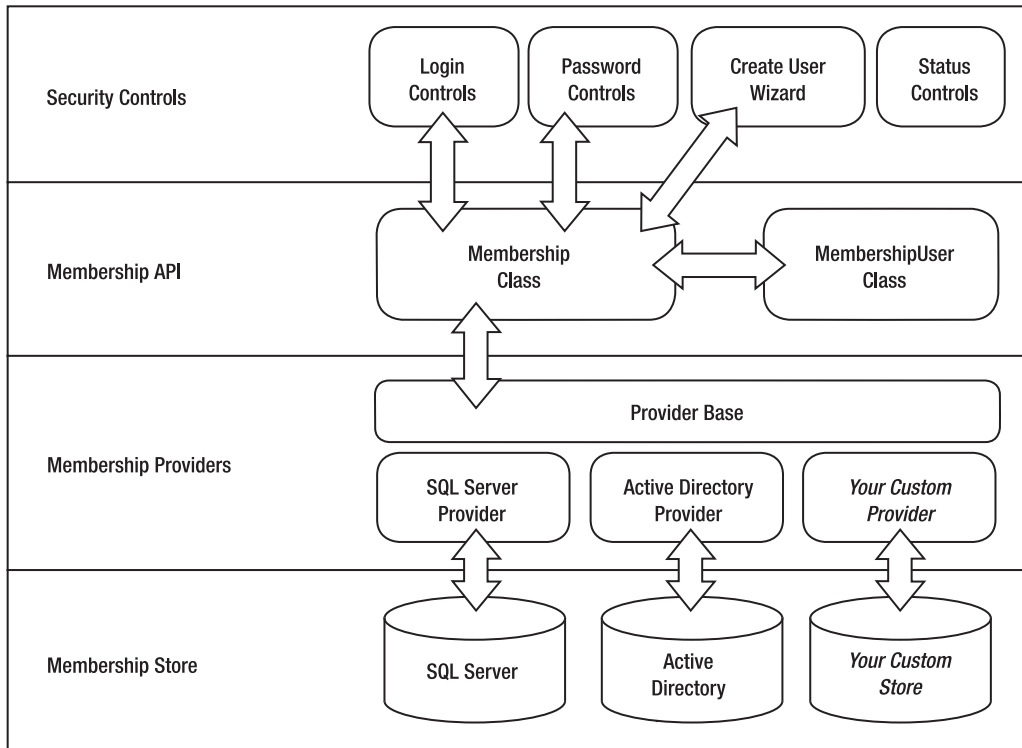 Security Controls
Login
Controls
Password
Controls
Create User
Wizard
Status
Controls
Membership API
Membership
Class
MembershipUser
Class
Membership Providers
Provider Base
SQL Server
Provider
Active Directory
Provider
Your Custom
Provider
Membership Store
SQL Server
Active
Directory
Your Custom
Store